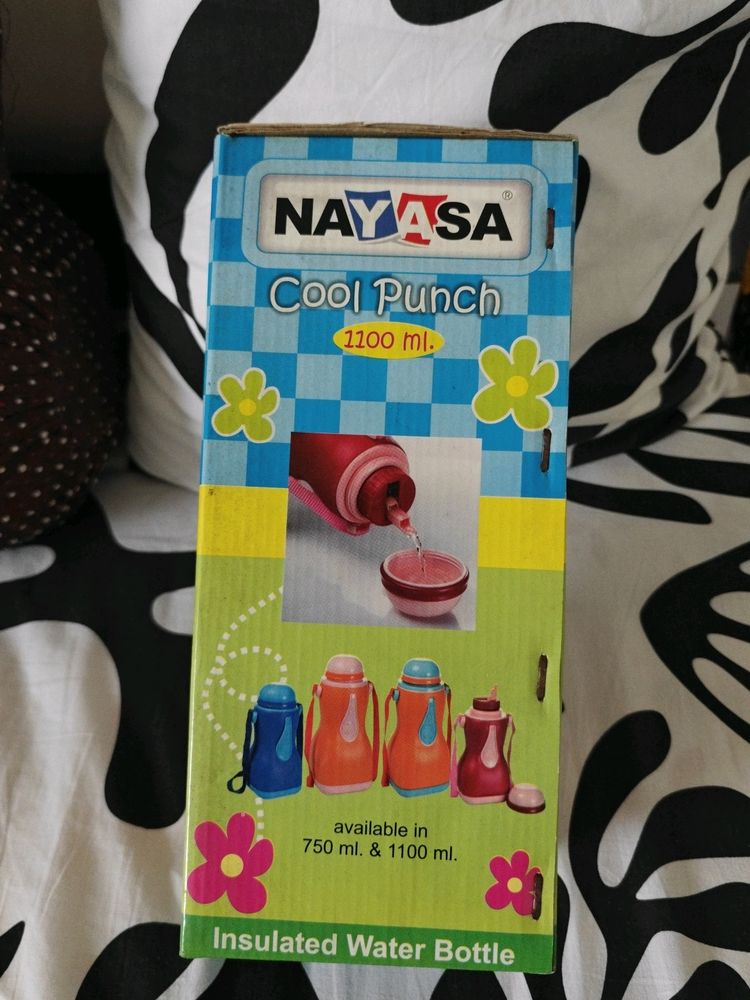 NAYASA®
Cool Punch
1100 ml.
available in
750 ml. & 1100 ml.
Insulated Water Bottle